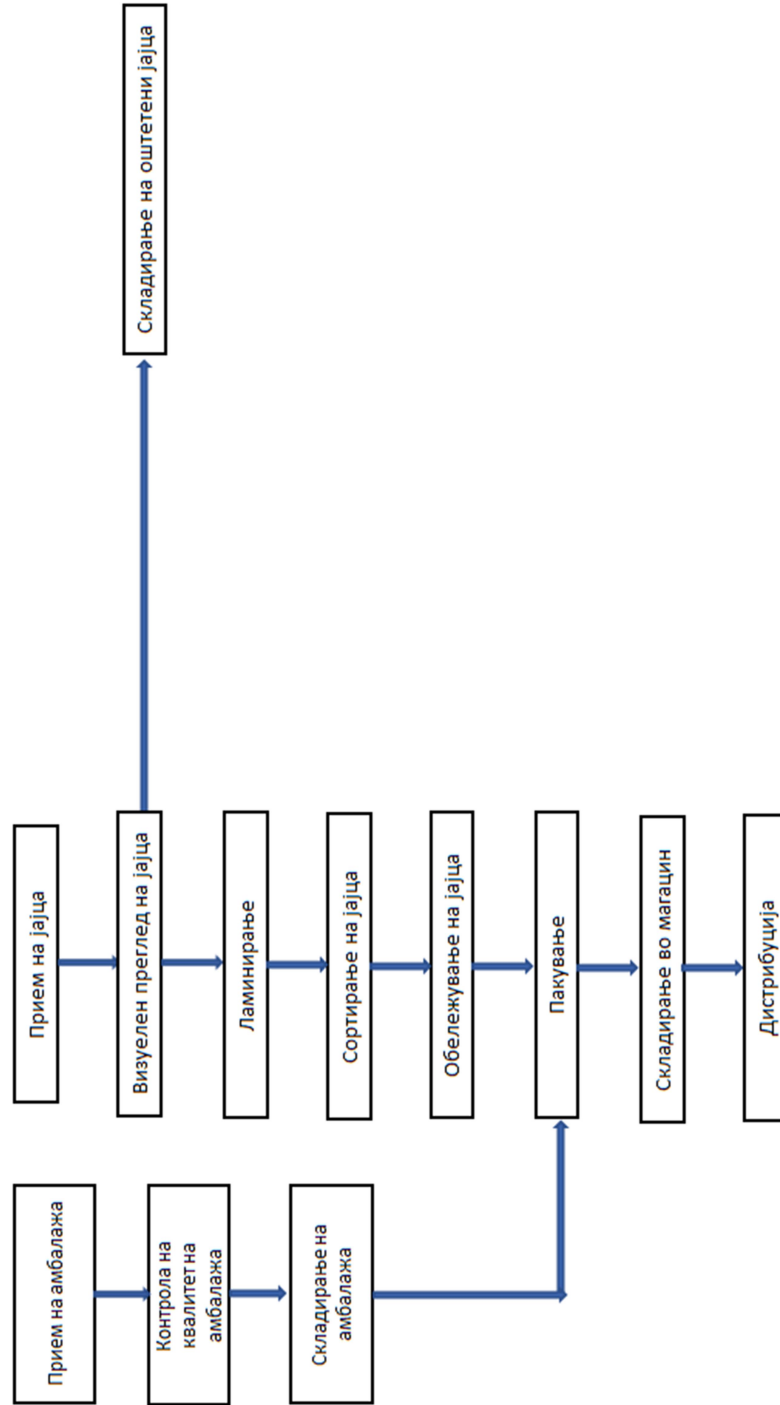 Прием на амбалажа
Контрола на
квалитет на
амбалажа
Складирање на
амбалажа
Прием на јајца
Визуелен преглед на јајца
Ламинирање
Сортирање на јајца
Обележување на јајца
Пакување
Складирање во магацин
Дистрибуција
Складирање на оштетени јајца